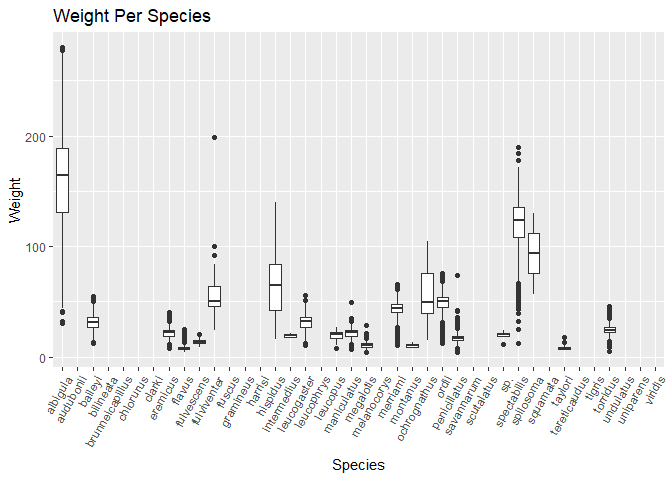 Weight Per Species
Weight
200
100
0
albigula
audubonii
baileyi
bilineata
brunneicapillus
chlorurus
clarki
eremicus
flavus
fulvescens
fulviventer
fuscus
gramineus
harrisi
hispidus
intermedius
leucogaster
leucophrys
leucopus
maniculatus
megalotis
melanocorys
merriami
montanus
ochrognathus
ordii
penicillatus
savannarum
scutalatus
sp.
spectabilis
spilosoma
squamata
taylori
tereticaudus
tigris
torridus
undulatus
uniparens
viridis
Species